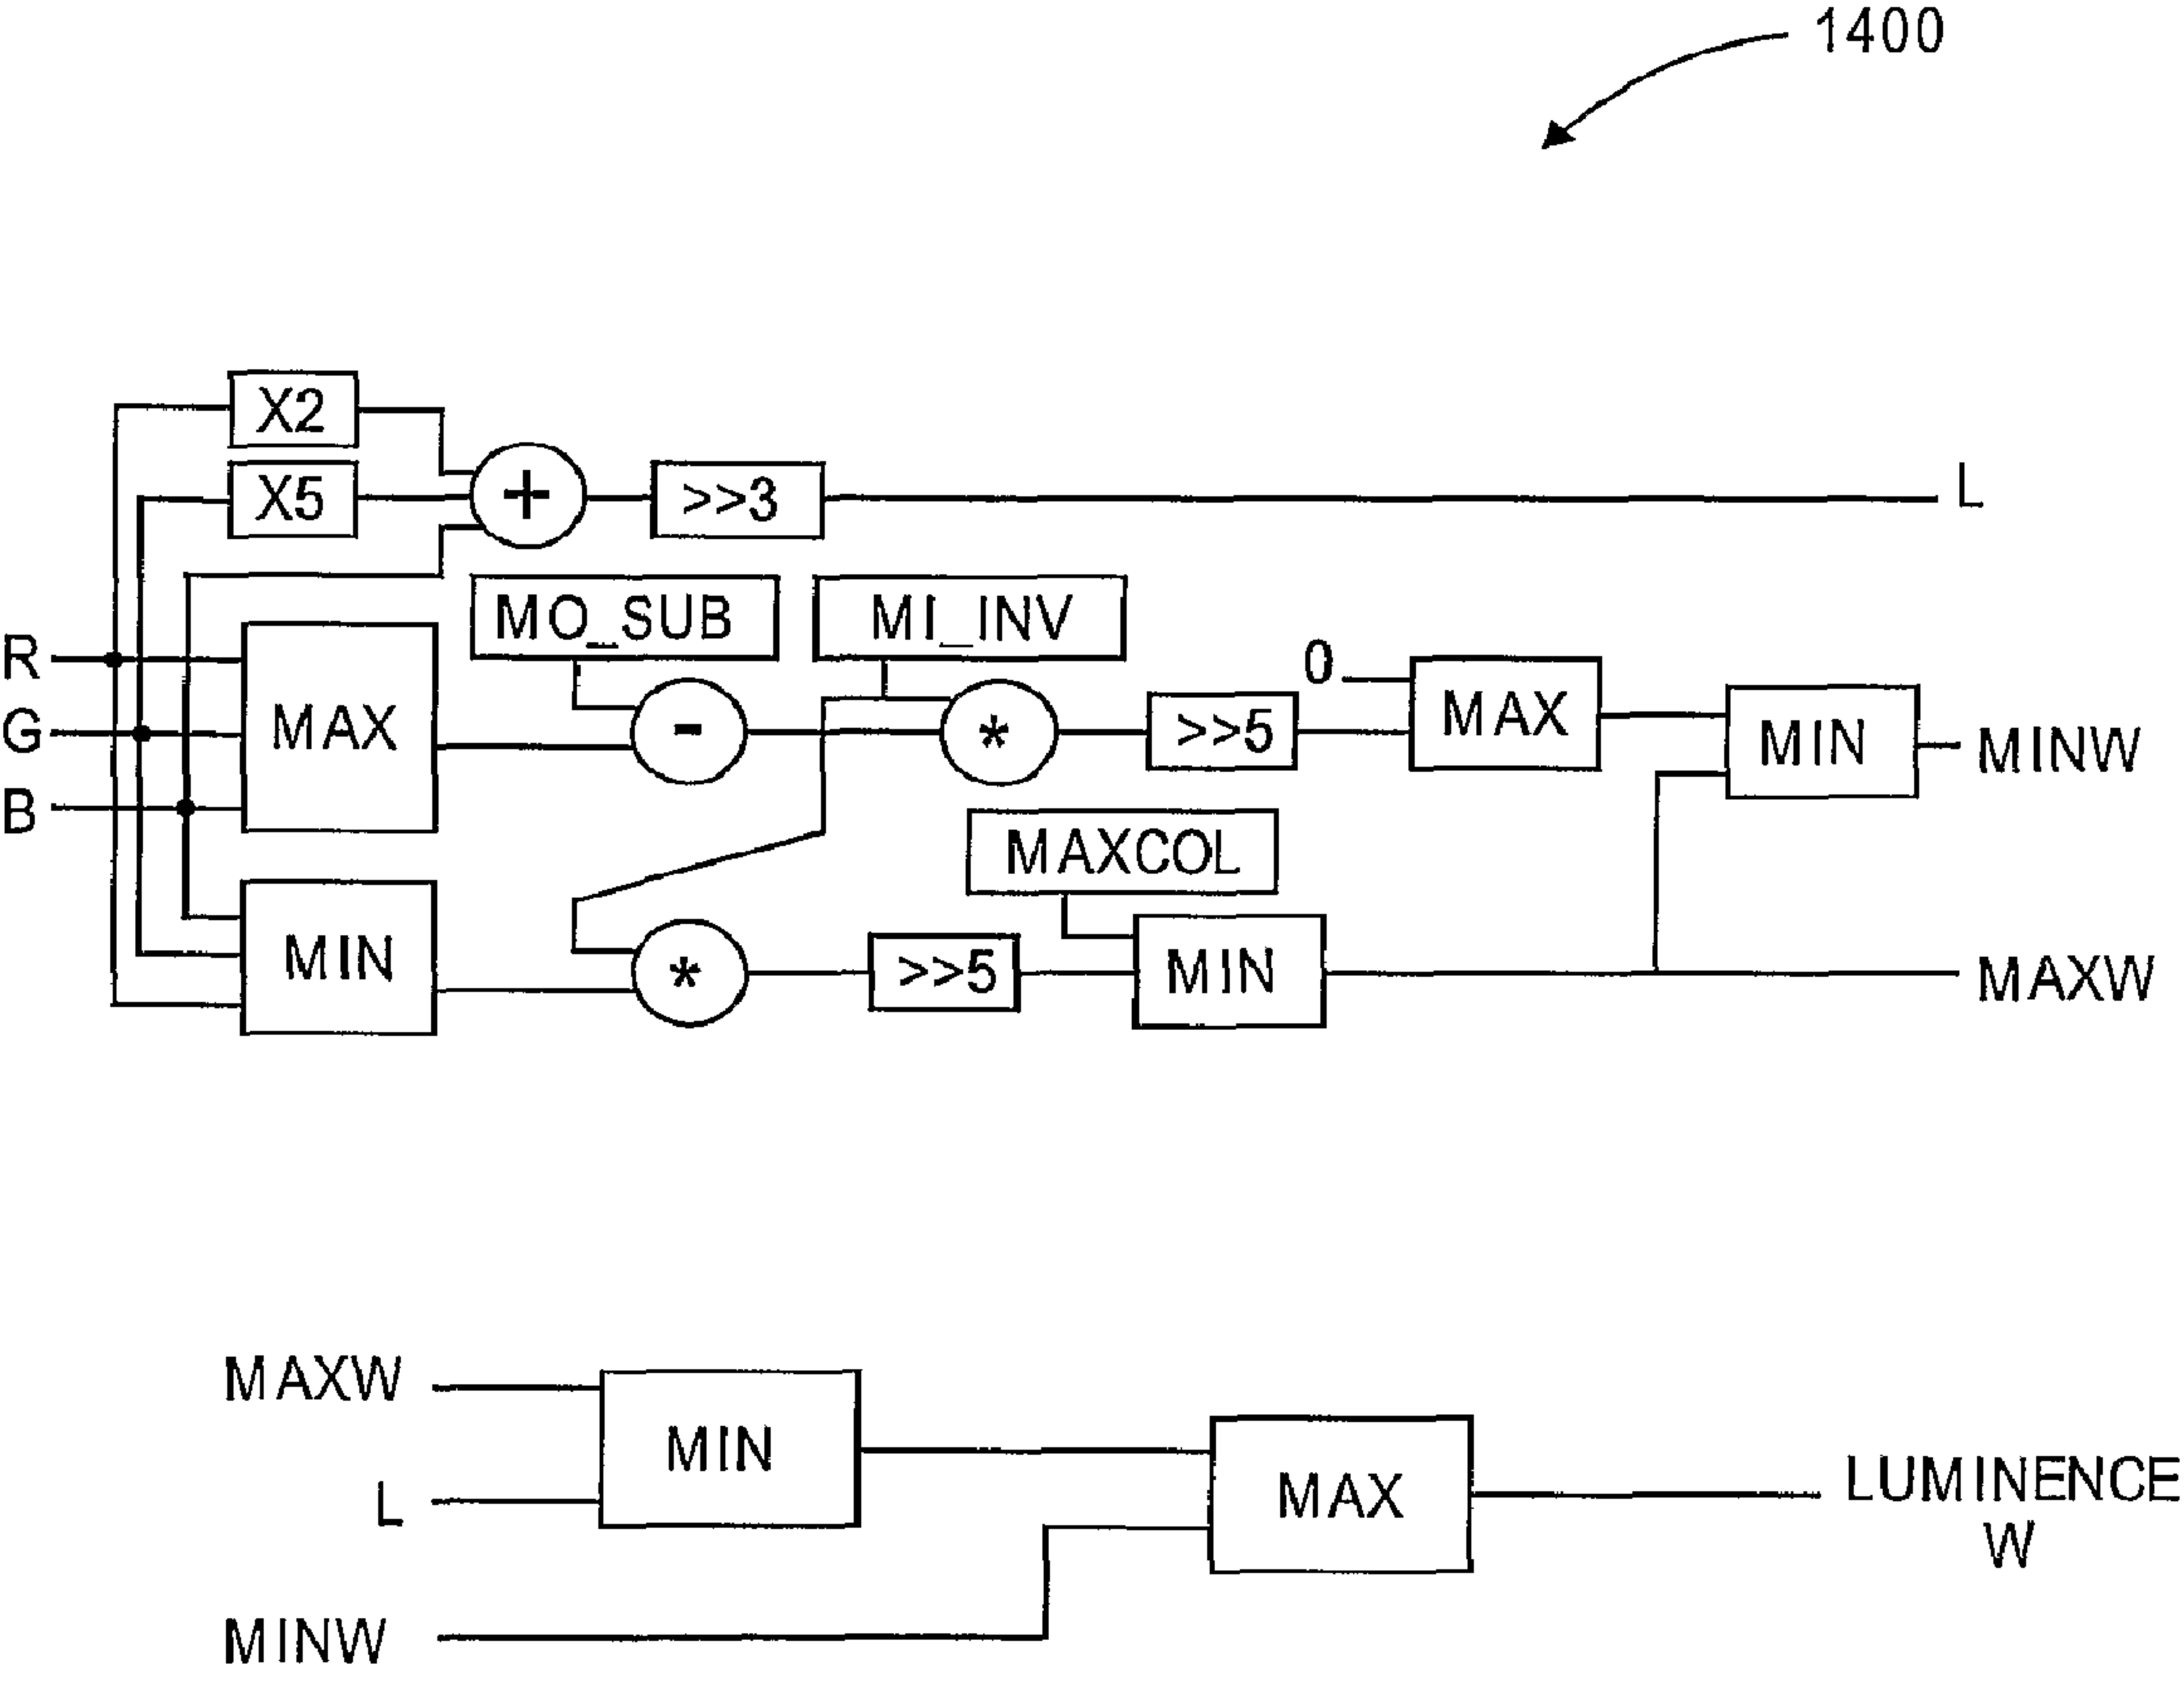 1400
X2
X5
+
>>3
L
MO_SUB
MI_INV
R
G
B
MAX
-
*
>>5
0
MAX
MIN
MINW
MAXCOL
MIN
*
>>5
MIN
MAXW
MAXW
L
MIN
MAX
LUMINENCE
W
MINW